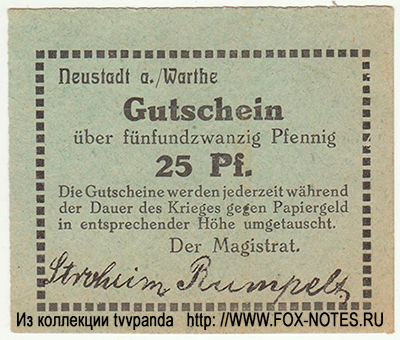 Neustadt a./Warthe
Gutschein
über fünfundzwanzig Pfennig
25 Pf.
Die Gutscheine werden jederzeit während
der Dauer des Krieges gegen Papiergeld
in entsprechender Höhe umgetauscht.
Der Magistrat.
Stroheim Rumpelt
Из коллекции tvvpanda http://WWW.FOX-NOTES.RU/